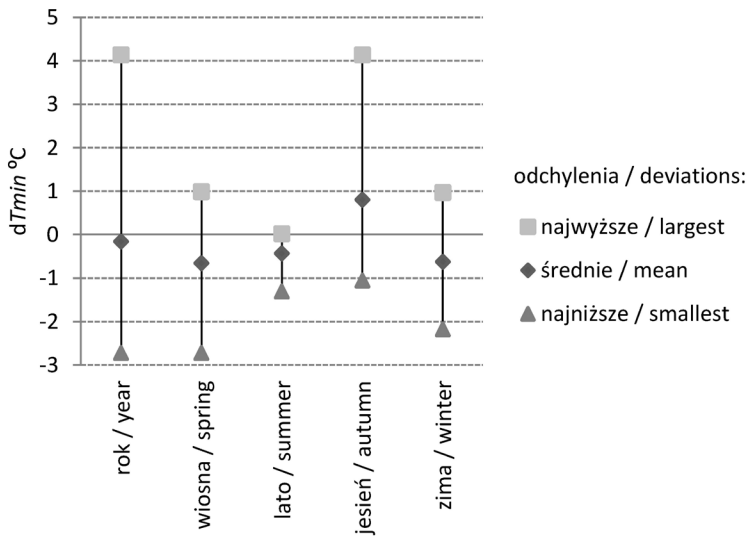 5
4
3
2
1
0
-1
-2
-3
dTmin ºC
rok / year
wiosna / spring
lato / summer
jesień / autumn
zima / winter
odchylenia / deviations:
najwyższe / largest
średnie / mean
najniższe / smallest